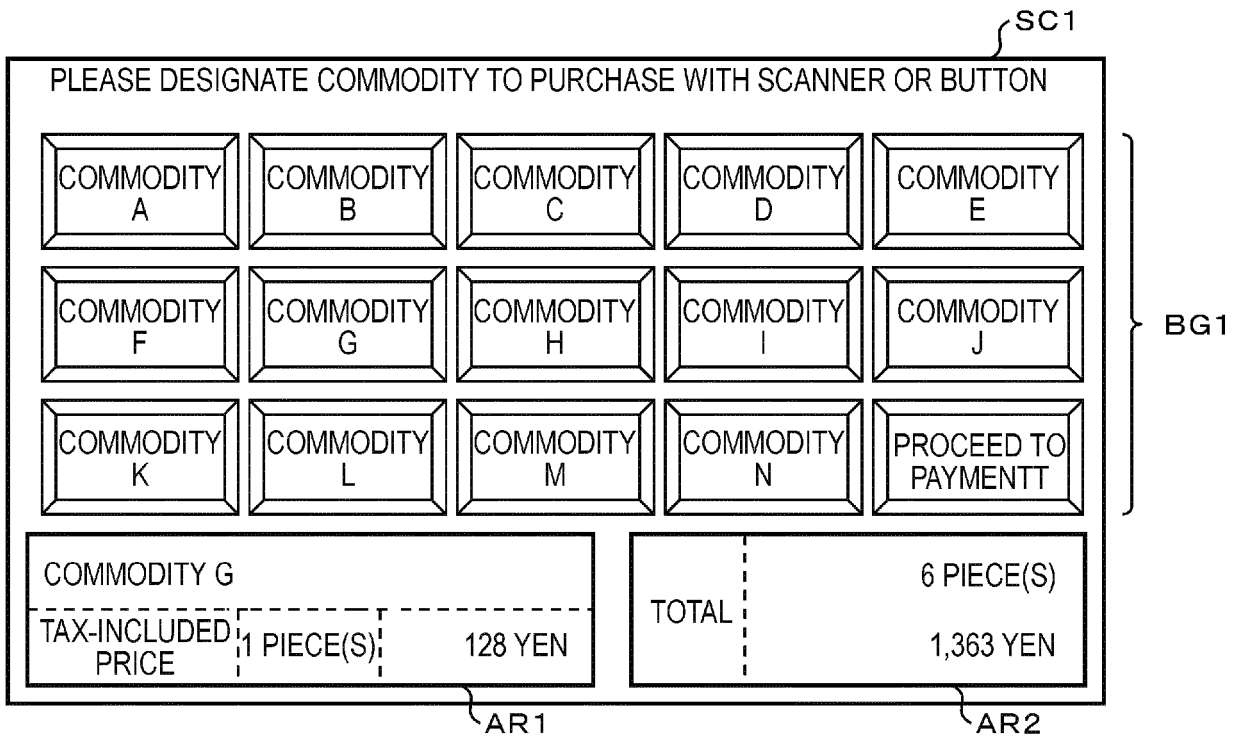 SC1
PLEASE DESIGNATE COMMODITY TO PURCHASE WITH SCANNER OR BUTTON
COMMODITY A
COMMODITY B
COMMODITY C
COMMODITY D
COMMODITY E
COMMODITY F
COMMODITY G
COMMODITY H
COMMODITY I
COMMODITY J
BG1
COMMODITY K
COMMODITY L
COMMODITY M
COMMODITY N
PROCEED TO
PAYMENTT
COMMODITY G
TAX-INCLUDED
PRICE
1 PIECE(S)
128 YEN
TOTAL
6 PIECE(S)
1,363 YEN
AR1
AR2